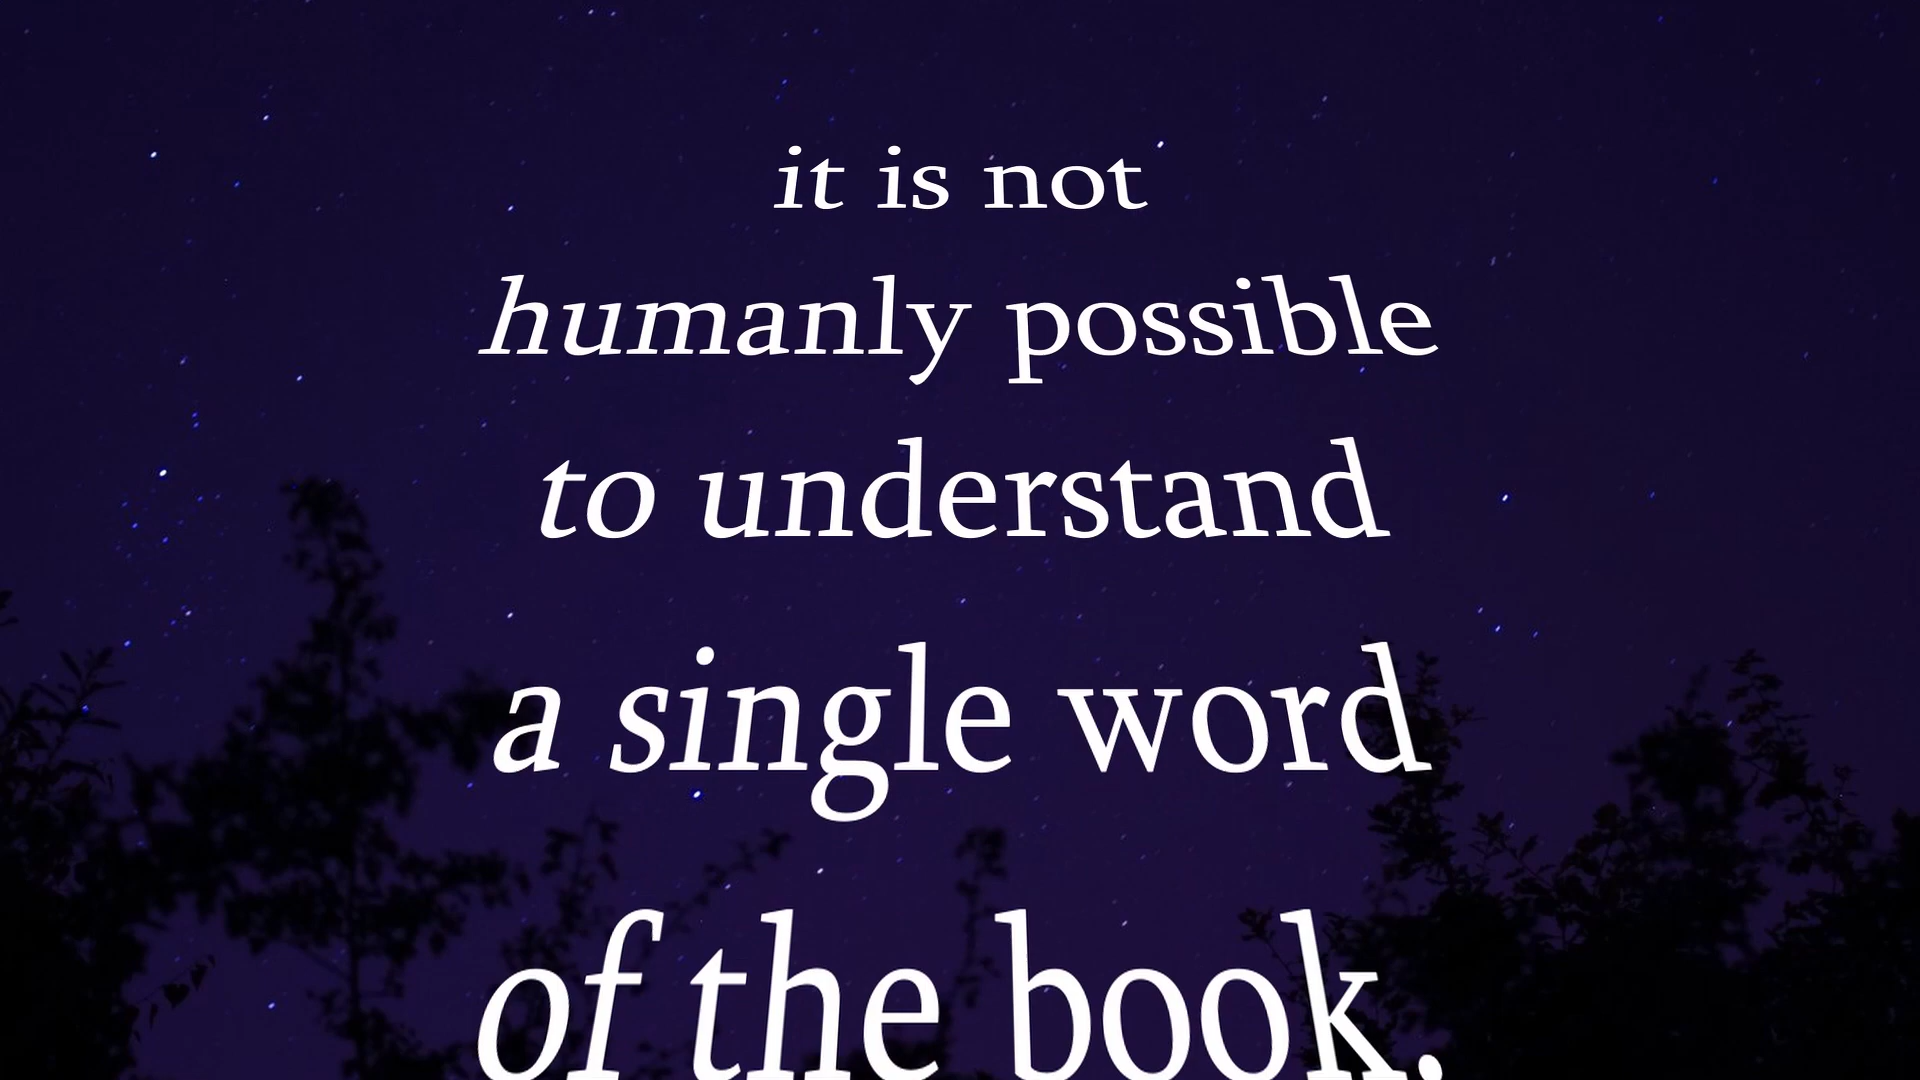 it is not
humanly possible
to understand
a single word
of the book.